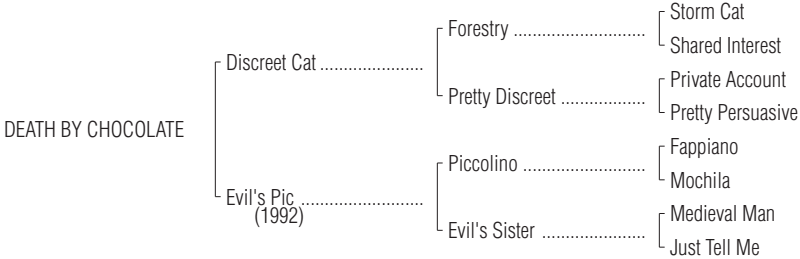 Storm Cat
Forestry ............................
Shared Interest
Discreet Cat ......................
Private Account
Pretty Discreet ..................
Pretty Persuasive
DEATH BY CHOCOLATE
Fappiano
Piccolino ..........................
Mochila
Evil's Pic ..........................
(1992)
Medieval Man
Evil's Sister ......................
Just Tell Me